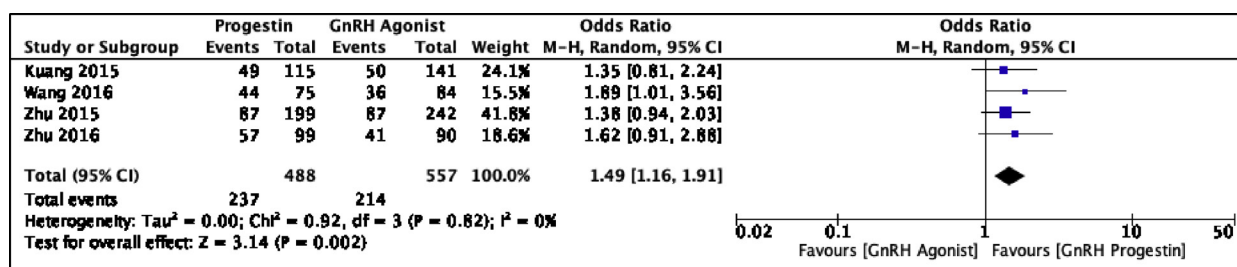 Progestin GnRH Agonist Odds Ratio Odds Ratio
Study or Subgroup Events Total Events Total Weight M-H, Random, 95% CI M-H, Random, 95% CI
Kuang 2015 49 115 50 141 24.1% 1.35 [0.81, 2.24]
Wang 2016 44 75 36 84 15.5% 1.89 [1.01, 3.56]
Zhu 2015 87 199 87 242 41.8% 1.38 [0.94, 2.03]
Zhu 2016 57 99 41 90 18.6% 1.62 [0.91, 2.88]
Total (95% CI) 488 557 100.0% 1.49 [1.16, 1.91]
Total events 237 214
Heterogeneity: Tau² = 0.00; Chi² = 0.92, df = 3 (P = 0.82); I² = 0%
Test for overall effect: Z = 3.14 (P = 0.002)
0.02 0.1 1 10 50
Favours [GnRH Agonist] Favours [GnRH Progestin]